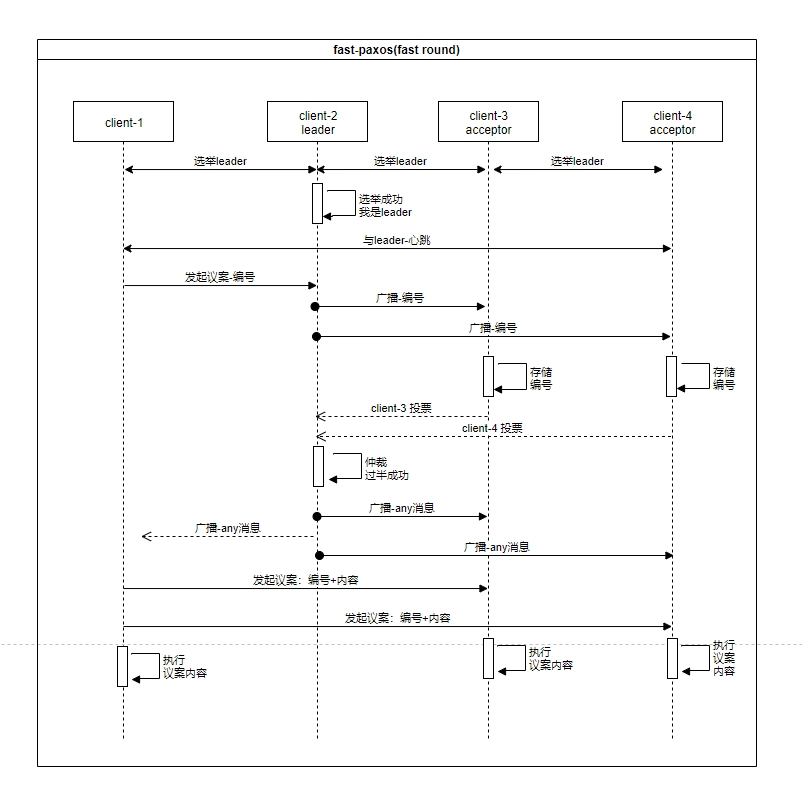 fast-paxos(fast round)
client-1
client-2
leader
client-3
acceptor
client-4
acceptor
选举leader
选举leader
选举leader
选举成功
我是leader
与leader-心跳
发起议案-编号
广播-编号
广播-编号
存储
编号
存储
编号
client-3 投票
client-4 投票
仲裁
过半成功
广播-any消息
广播-any消息
广播-any消息
发起议案：编号+内容
发起议案：编号+内容
执行
议案内容
执行
议案内容
执行
议案
内容